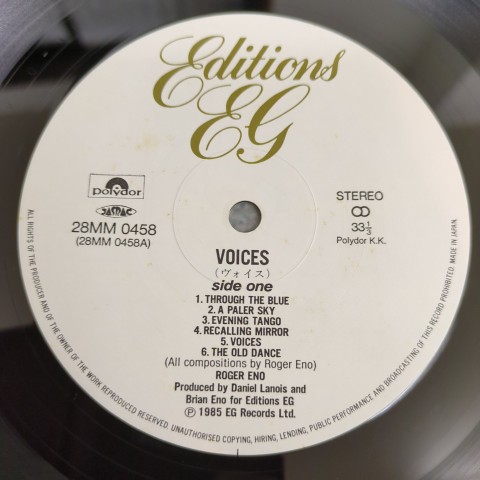 Editions
EG
Polydor
JASRAC
28MM 0458
(28MM 0458A)
STEREO
33 1/3
Polydor K.K.
VOICES
(ヴォイス)
side one
1. THROUGH THE BLUE
2. A PALER SKY
3. EVENING TANGO
4. RECALLING MIRROR
5. VOICES
6. THE OLD DANCE
(All compositions by Roger Eno)
ROGER ENO
Produced by Daniel Lanois and
Brian Eno for Editions EG
Ⓟ 1985 EG Records Ltd.
ALL RIGHTS OF THE PRODUCER AND OF THE OWNER OF THE WORK REPRODUCED RESERVED. UNAUTHORISED COPYING, HIRING, LENDING, PUBLIC PERFORMANCE AND BROADCASTING OF THIS RECORD PROHIBITED. MADE IN JAPAN.